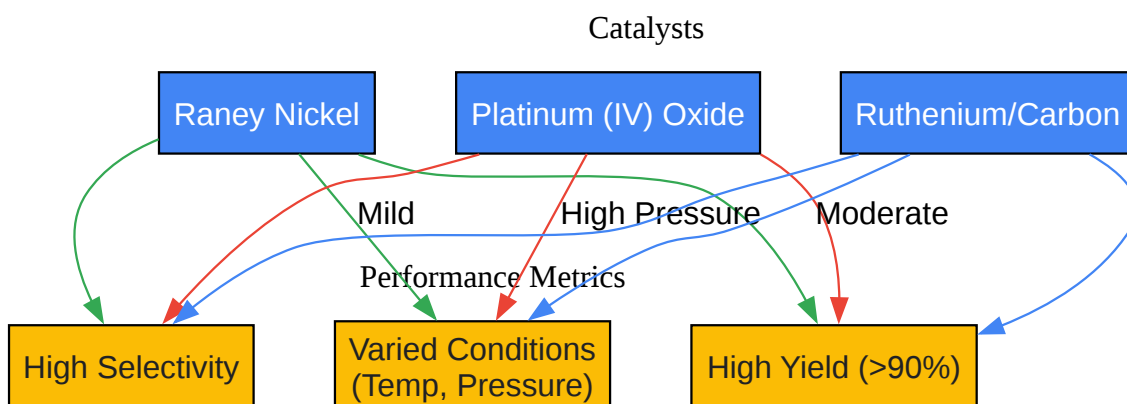 Catalysts
Raney Nickel
Platinum (IV) Oxide
Ruthenium/Carbon
Mild
High Pressure
Moderate
Performance Metrics
High Selectivity
Varied Conditions
(Temp, Pressure)
High Yield (>90%)